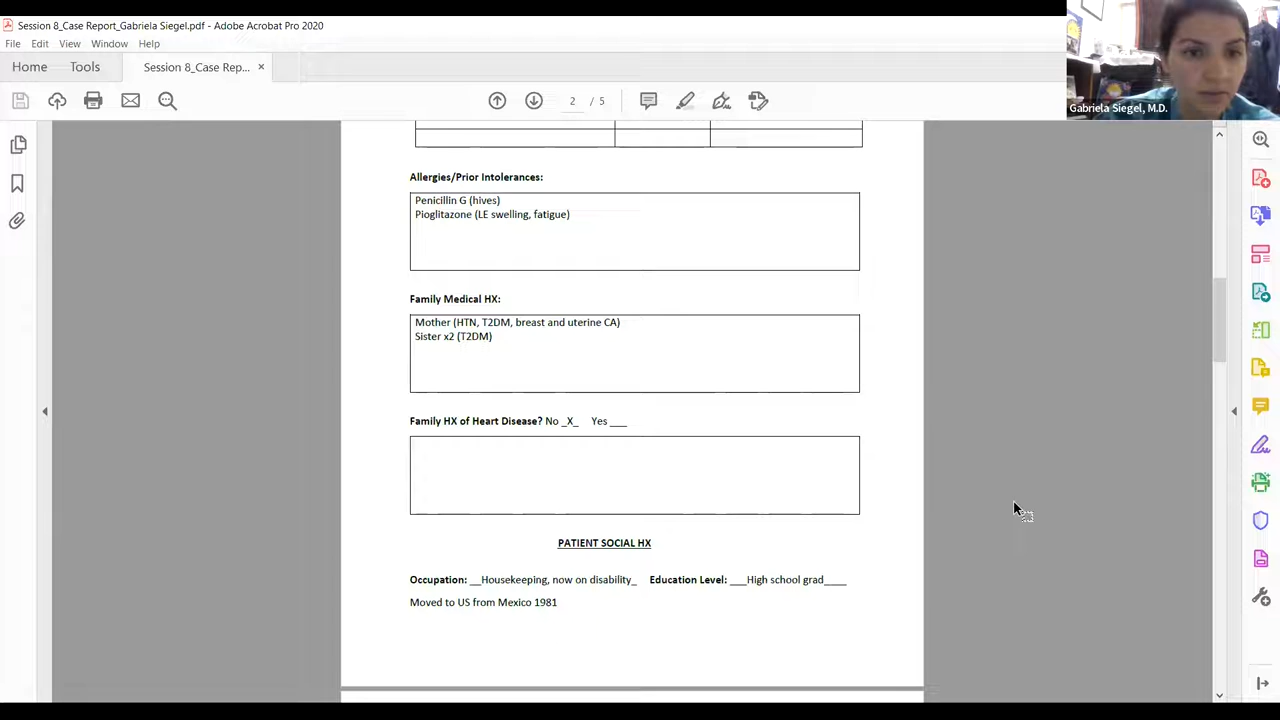 Session 8_Case Report_Gabriela Siegel.pdf - Adobe Acrobat Pro 2020
File Edit View Window Help
Home Tools Session 8_Case Rep... ×
2 / 5
Gabriela Siegel, M.D.
Allergies/Prior Intolerances:
Penicillin G (hives)
Pioglitazone (LE swelling, fatigue)
Family Medical HX:
Mother (HTN, T2DM, breast and uterine CA)
Sister x2 (T2DM)
Family HX of Heart Disease? No _X_ Yes ___
PATIENT SOCIAL HX
Occupation: __Housekeeping, now on disability_ Education Level: ___High school grad____
Moved to US from Mexico 1981